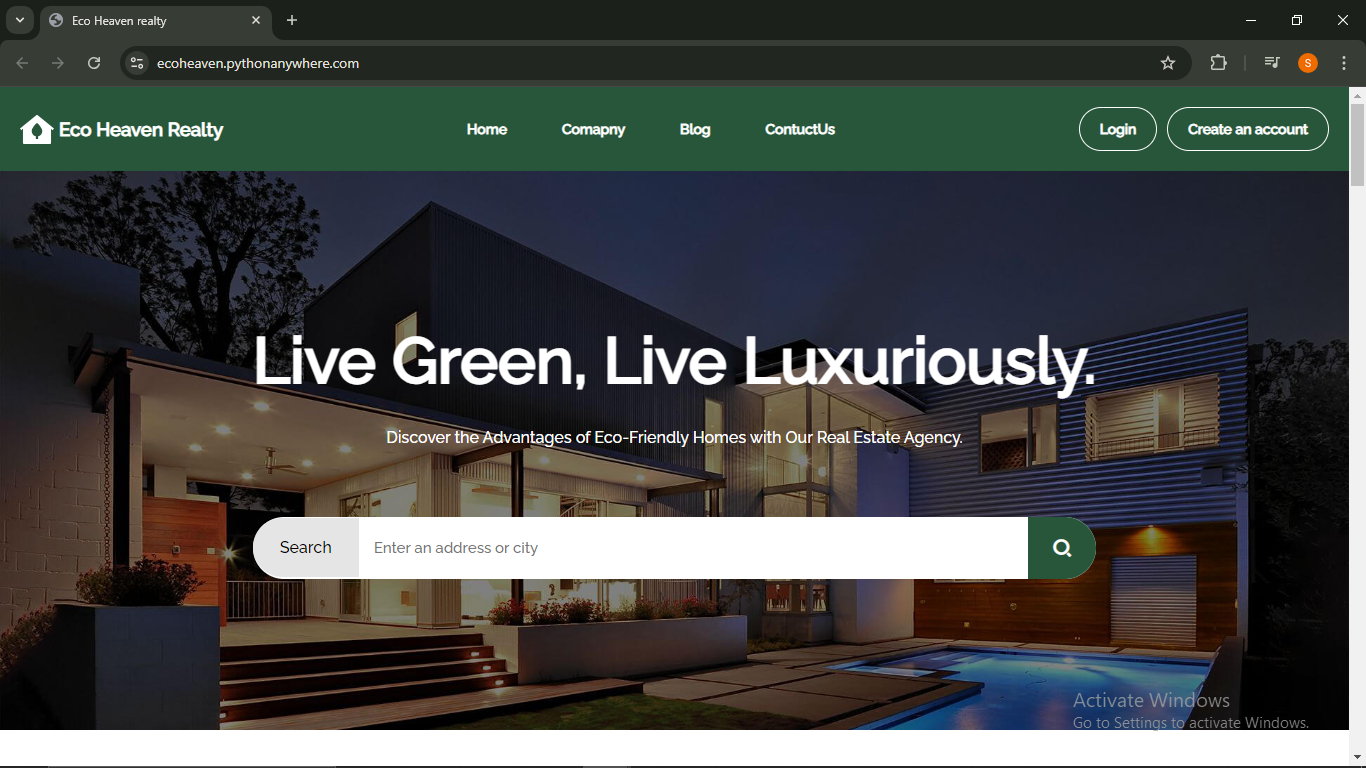 Eco Heaven realty
ecoheaven.pythonanywhere.com
S
Eco Heaven Realty
Home
Comapny
Blog
ContuctUs
Login
Create an account
Live Green, Live Luxuriously.
Discover the Advantages of Eco-Friendly Homes with Our Real Estate Agency.
Search
Enter an address or city
Activate Windows
Go to Settings to activate Windows.